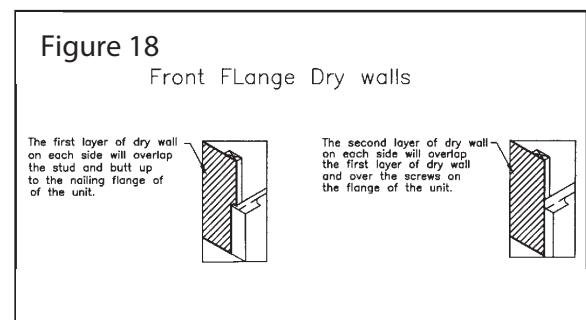 Figure 18
Front FLange Dry walls
The first layer of dry wall
on each side will overlap
the stud and butt up
to the nailing flange of
of the unit.
The second layer of dry wall
on each side will overlap
the first layer of dry wall
and over the screws on
the flange of the unit.